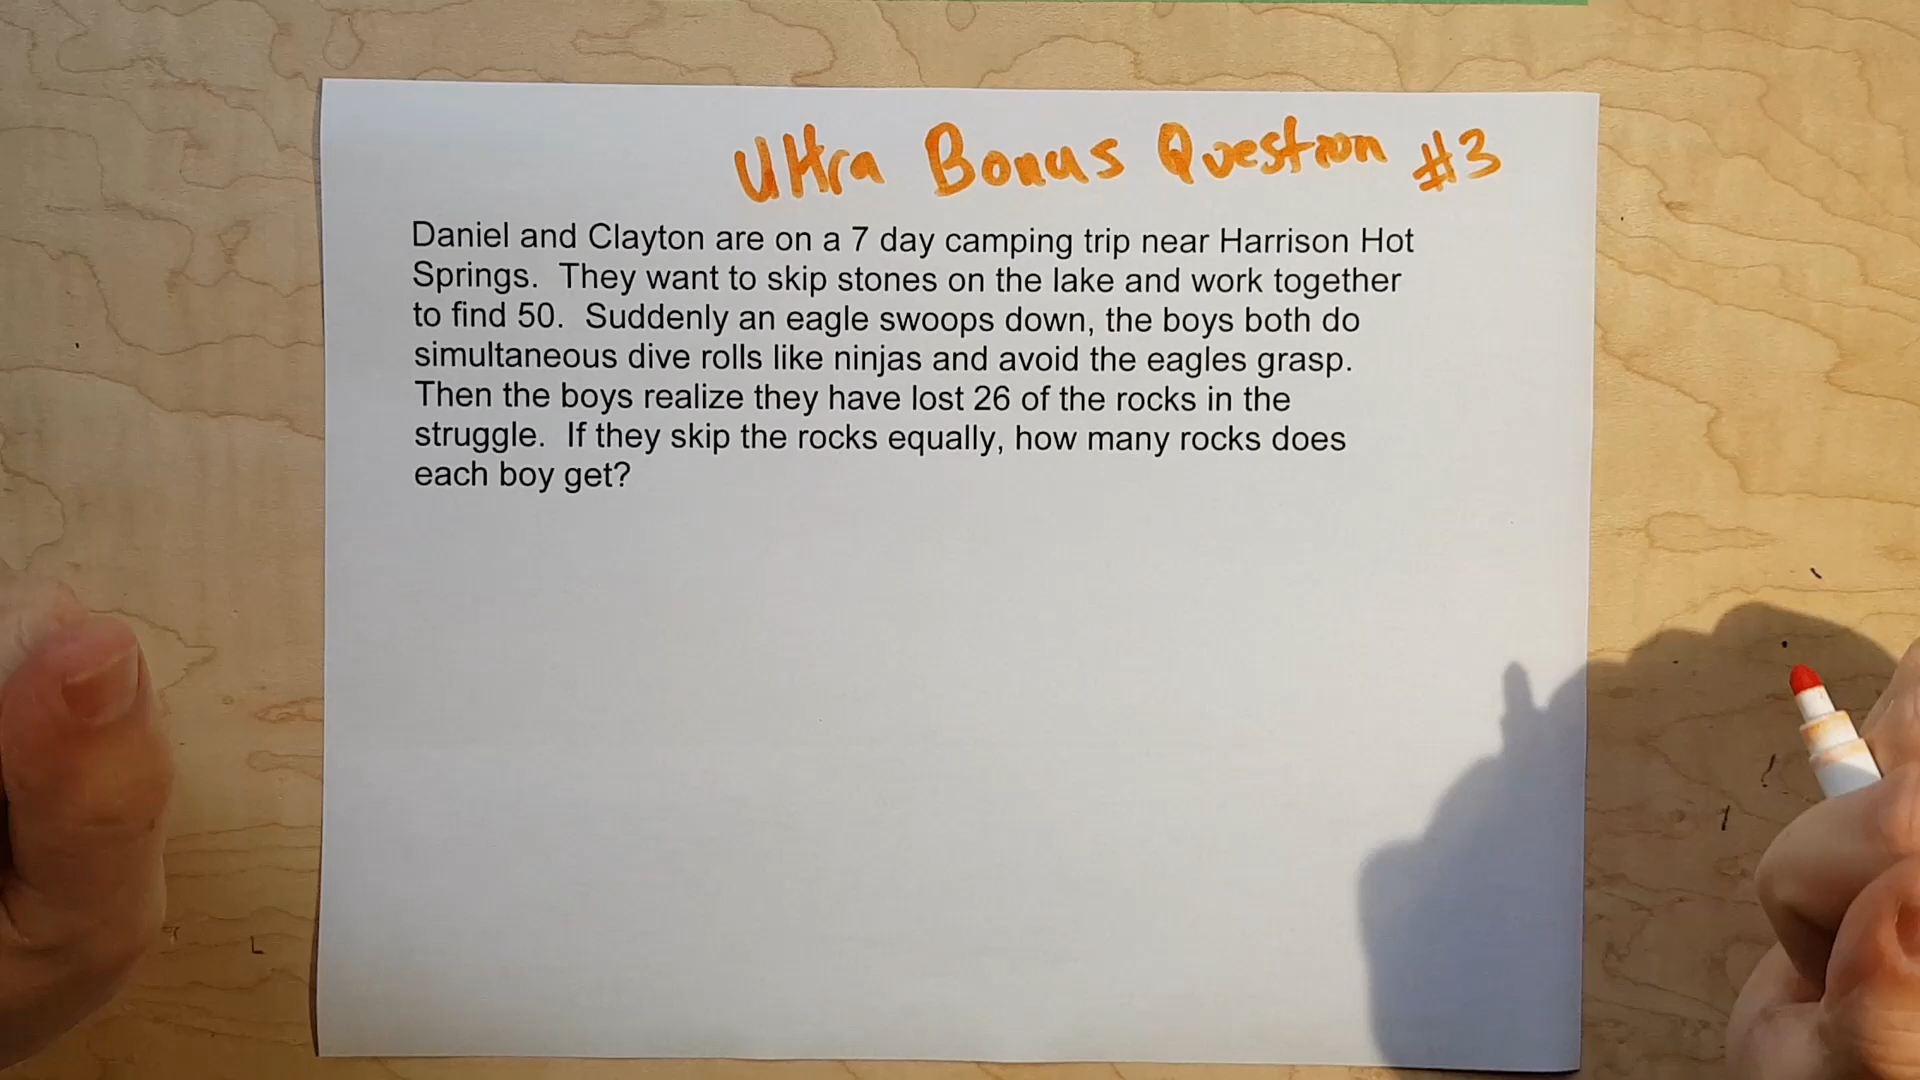 Ultra Bonus Question #3
Daniel and Clayton are on a 7 day camping trip near Harrison Hot
Springs.  They want to skip stones on the lake and work together
to find 50.  Suddenly an eagle swoops down, the boys both do
simultaneous dive rolls like ninjas and avoid the eagles grasp.
Then the boys realize they have lost 26 of the rocks in the
struggle.  If they skip the rocks equally, how many rocks does
each boy get?